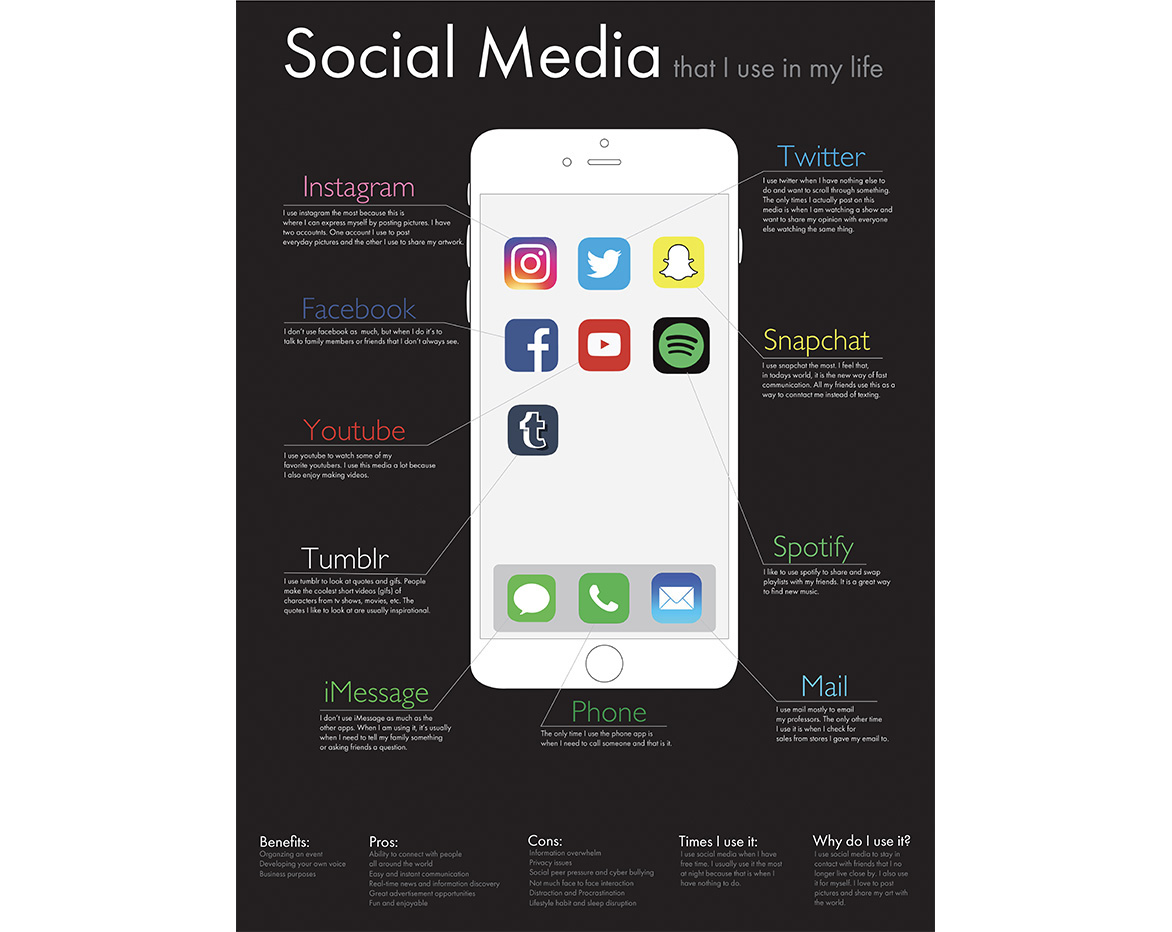 Social Media that I use in my life
Instagram
I use instagram the most because this is
where I can express myself by posting pictures. I have
two accoutnts. One account I use to post
everyday pictures and the other I use to share my artwork.
Twitter
I use twitter when I have nothing else to
do and want to scroll through something.
The only times I actually post on this
media is when I am watching a show and
want to share my opinion with everyone
else watching the same thing.
Facebook
I don't use facebook as much, but when I do it's to
talk to family members or friends that I don't always see.
Snapchat
I use snapchat the most. I feel that,
in todays world, it is the new way of fast
communication. All my friends use this as a
way to conntact me instead of texting.
Youtube
I use youtube to watch some of my
favorite youtubers. I use this media a lot because
I also enjoy making videos.
Tumblr
I use tumblr to look at quotes and gifs. People
make the coolest short videos (gifs) of
characters from tv shows, movies, etc. The
quotes I like to look at are usually inspirational.
Spotify
I like to use spotify to share and swap
playlists with my friends. It is a great way
to find new music.
iMessage
I don't use iMessage as much as the
other apps. When I am using it, it's usually
when I need to tell my family something
or asking friends a question.
Phone
The only time I use the phone app is
when I need to call someone and that is it.
Mail
I use mail mostly to email
my professors. The only other time
I use it is when I check for
sales from stores I gave my email to.
Benefits:
Organzing an event
Developing your own voice
Business purposes
Pros:
Ability to connect with people
all around the world
Easy and instant communication
Real-time news and information discovery
Great advertisement opportunities
Fun and enjoyable
Cons:
Information overwhelm
Privacy issues
Social peer pressure and cyber bullying
Not much face to face interaction
Distraction and Procrastination
Lifestyle habit and sleep disruption
Times I use it:
I use social media when I have
free time, I usually use it the most
at night because that is when I
have nothing to do.
Why do I use it?
I use social media to stay in
contact with friends that I no
longer live close by. I also use
it for myself. I love to post
pictures and share my art with
the world.